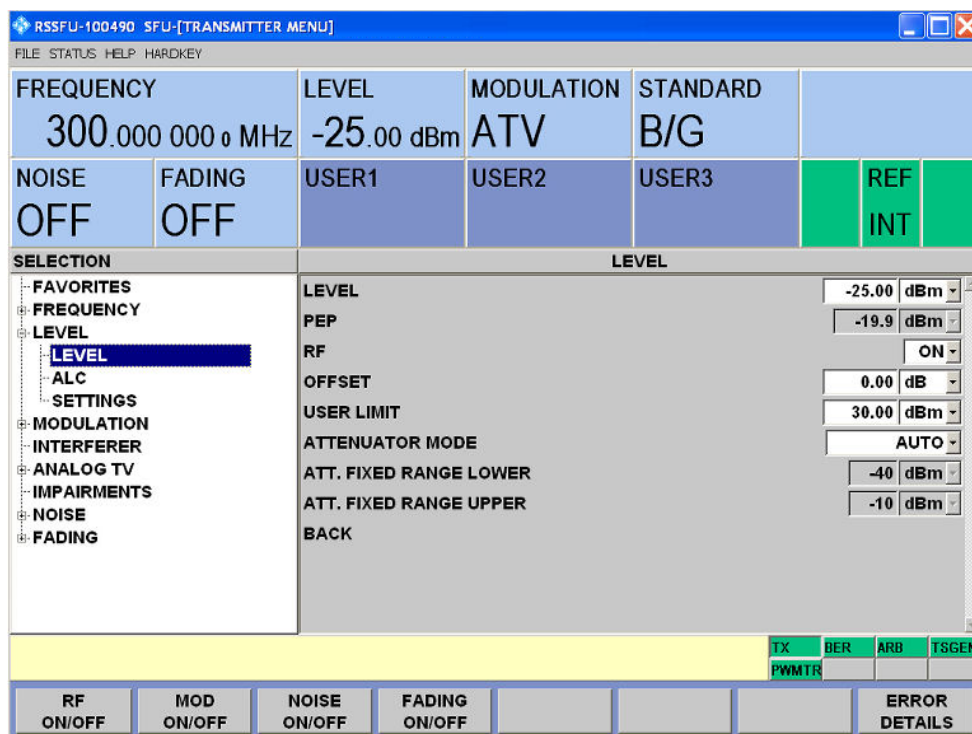 RSSFU-100490 SFU-[TRANSMITTER MENU]
FILE STATUS HELP HARDKEY
FREQUENCY LEVEL MODULATION STANDARD
300.000 000 0 MHz -25.00 dBm ATV B/G
NOISE FADING USER1 USER2 USER3 REF
OFF OFF INT
SELECTION LEVEL
FAVORITES
FREQUENCY
LEVEL
LEVEL
ALC
SETTINGS
MODULATION
INTERFERER
ANALOG TV
IMPAIRMENTS
NOISE
FADING
LEVEL -25.00 dBm
PEP -19.9 dBm
RF ON
OFFSET 0.00 dB
USER LIMIT 30.00 dBm
ATTENUATOR MODE AUTO
ATT. FIXED RANGE LOWER -40 dBm
ATT. FIXED RANGE UPPER -10 dBm
BACK
TX BER ARB TSGEN
PWMTR
RF ON/OFF
MOD ON/OFF
NOISE ON/OFF
FADING ON/OFF
ERROR DETAILS